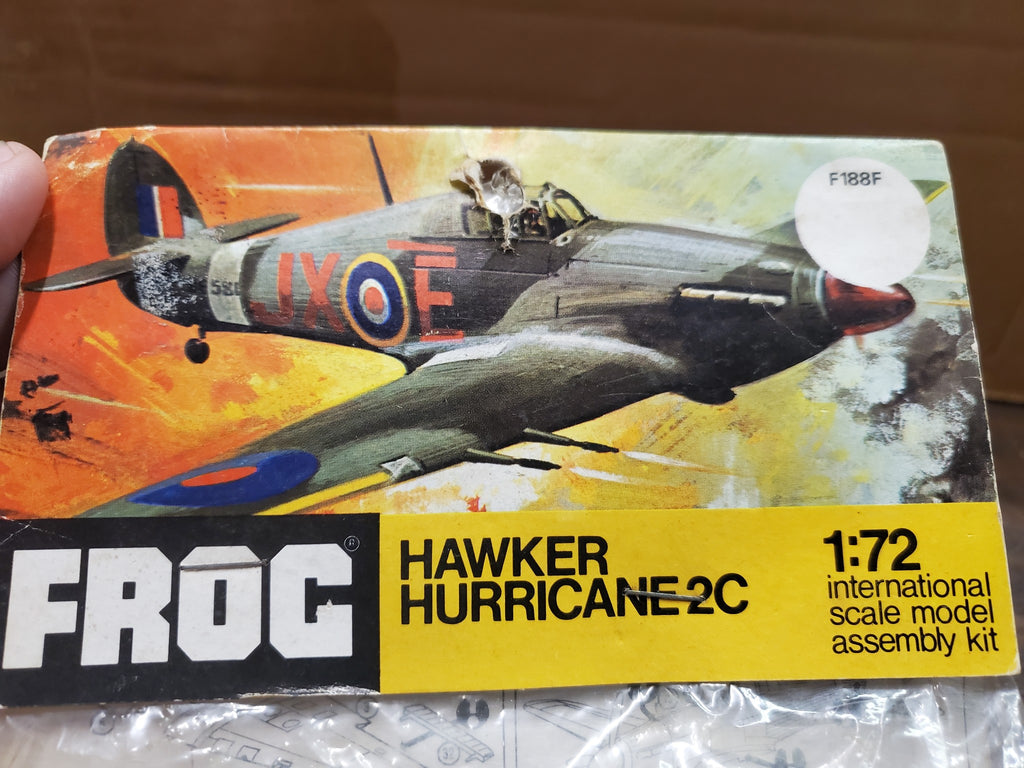 F188F
JX E
FROG
HAWKER
HURRICANE 2C
1:72
international
scale model
assembly kit